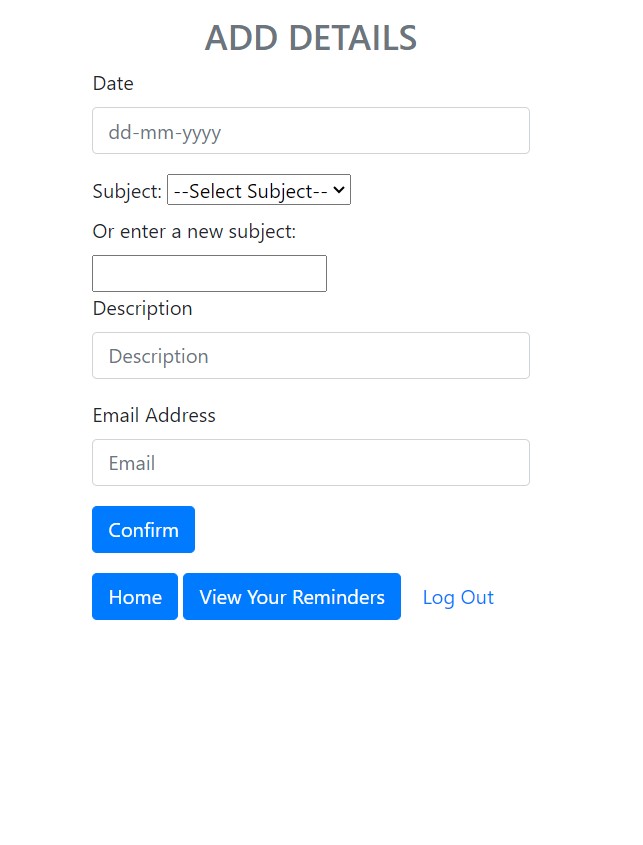 ADD DETAILS
Date
dd-mm-yyyy
Subject: --Select Subject--
Or enter a new subject:
Description
Description
Email Address
Email
Confirm
Home View Your Reminders Log Out